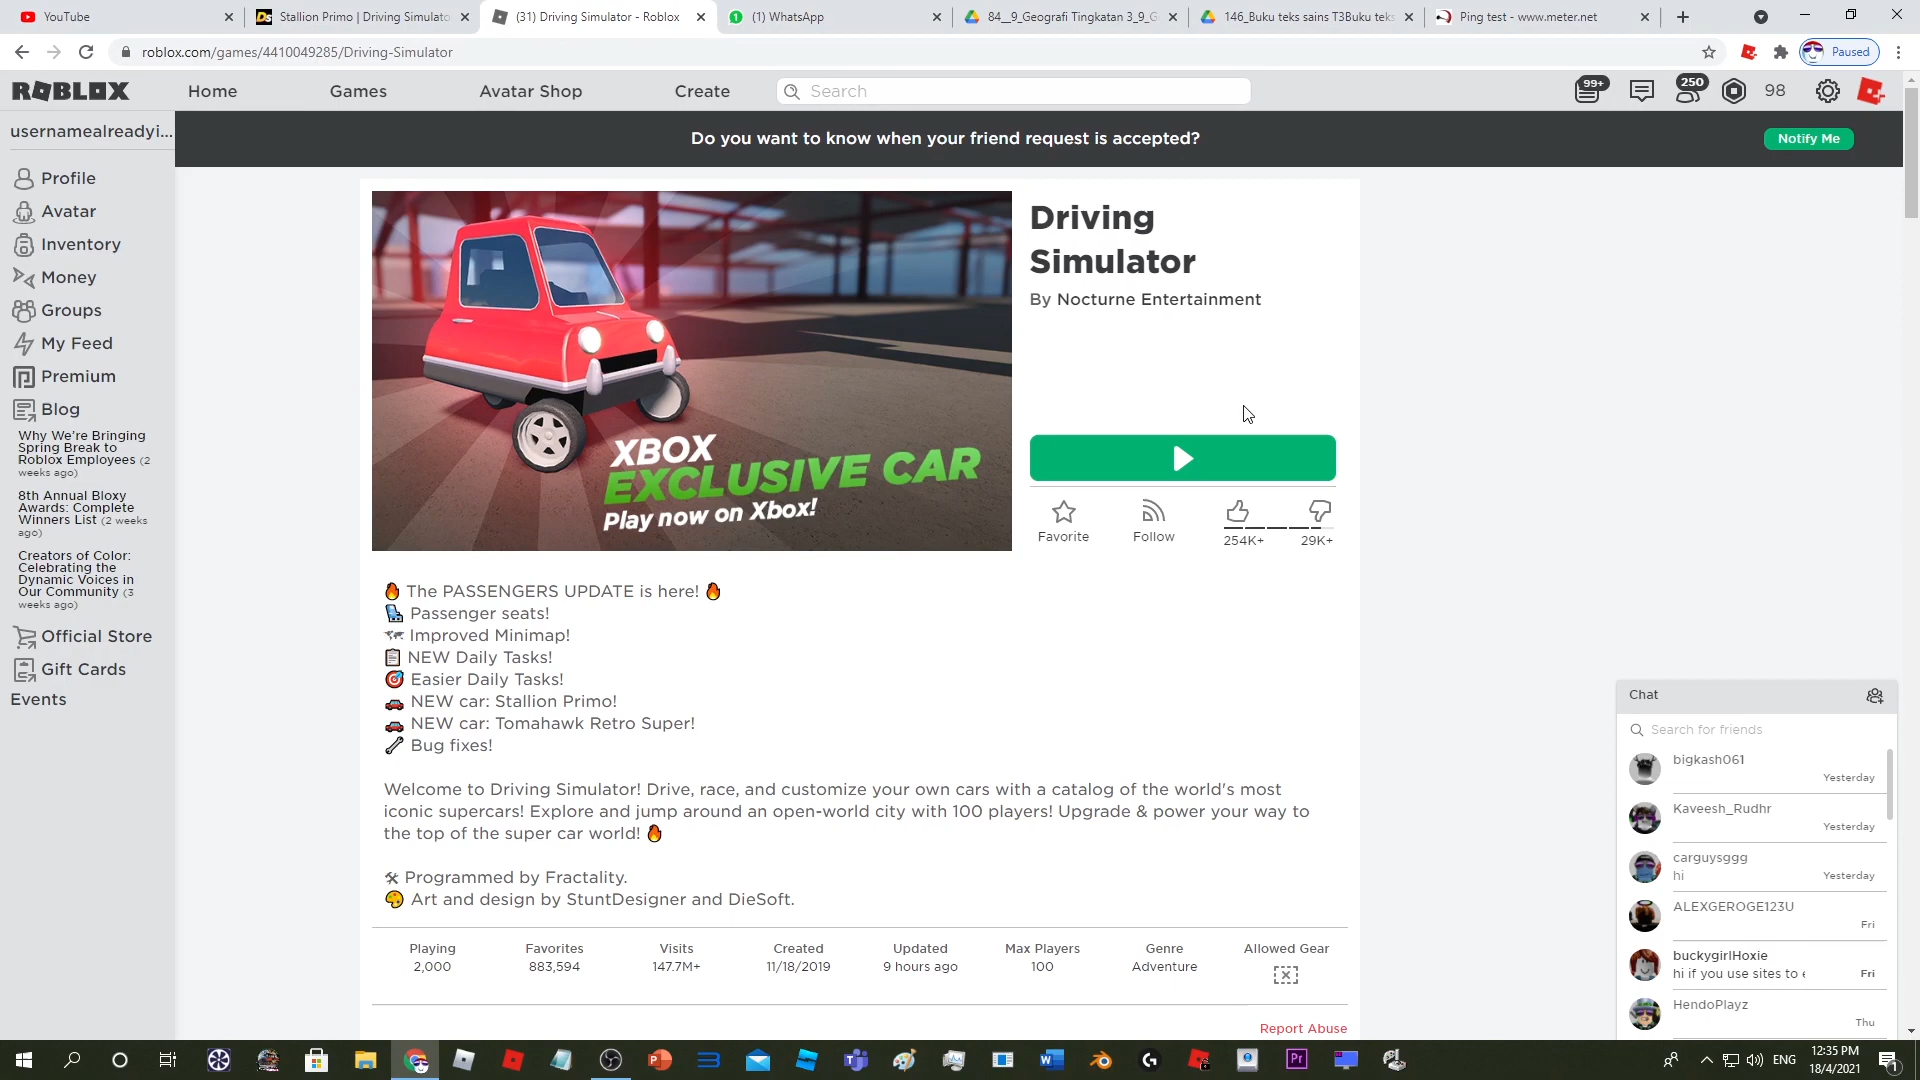 YouTube
Stallion Primo | Driving Simulato
(31) Driving Simulator - Roblox
(1) WhatsApp
84__9_Geografi Tingkatan 3_9_G
146_Buku teks sains T3Buku teks
Ping test - www.meter.net
roblox.com/games/4410049285/Driving-Simulator
Paused
ROBLOX
Home
Games
Avatar Shop
Create
Search
99+
250
98
usernamealreadyi...
Do you want to know when your friend request is accepted?
Notify Me
Profile
Avatar
Inventory
Money
Groups
My Feed
Premium
Blog
Why We're Bringing
Spring Break to
Roblox Employees (2
weeks ago)
8th Annual Bloxy
Awards: Complete
Winners List (2 weeks
ago)
Creators of Color:
Celebrating the
Dynamic Voices in
Our Community (3
weeks ago)
Official Store
Gift Cards
Events
XBOX
EXCLUSIVE CAR
Play now on Xbox!
Driving
Simulator
By Nocturne Entertainment
Favorite
Follow
254K+
29K+
🔥 The PASSENGERS UPDATE is here! 🔥
💺 Passenger seats!
🗺 Improved Minimap!
📋 NEW Daily Tasks!
🎯 Easier Daily Tasks!
🚗 NEW car: Stallion Primo!
🚗 NEW car: Tomahawk Retro Super!
🔧 Bug fixes!
Welcome to Driving Simulator! Drive, race, and customize your own cars with a catalog of the world's most
iconic supercars! Explore and jump around an open-world city with 100 players! Upgrade & power your way to
the top of the super car world! 🔥
🛠 Programmed by Fractality.
🎨 Art and design by StuntDesigner and DieSoft.
Playing
2,000
Favorites
883,594
Visits
147.7M+
Created
11/18/2019
Updated
9 hours ago
Max Players
100
Genre
Adventure
Allowed Gear
Report Abuse
Chat
Search for friends
bigkash061
Yesterday
Kaveesh_Rudhr
Yesterday
carguysggg
hi
Yesterday
ALEXGEROGE123U
Fri
buckygirlHoxie
hi if you use sites to e
Fri
HendoPlayz
Thu
ENG
12:35 PM
18/4/2021
1